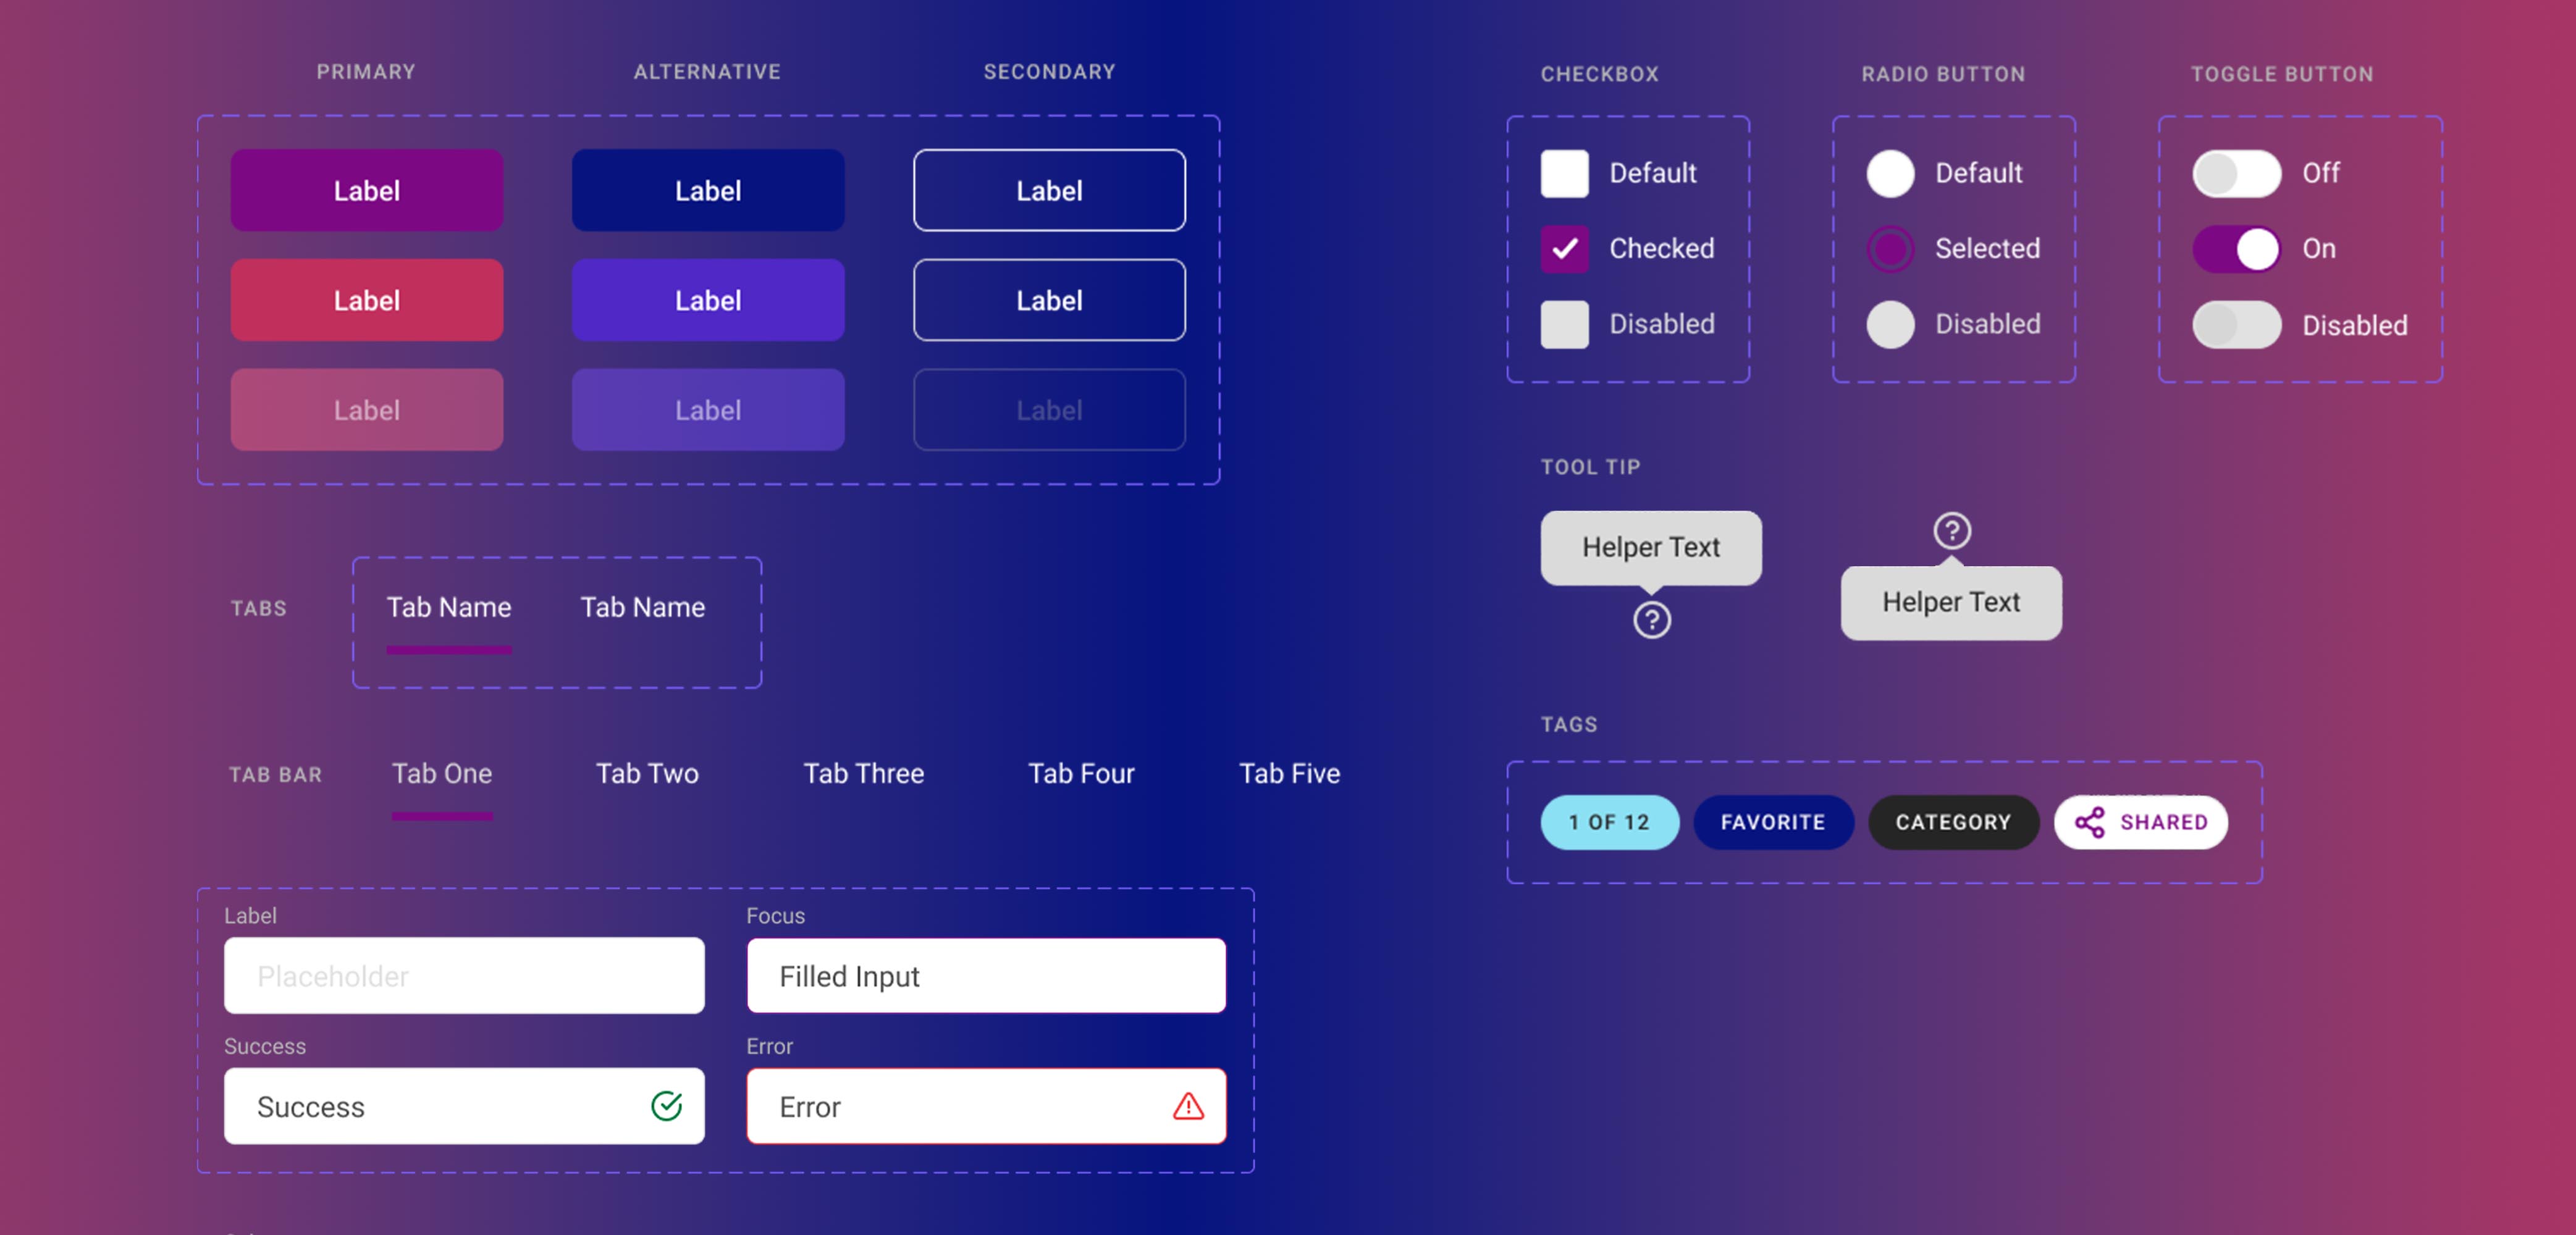 PRIMARY
ALTERNATIVE
SECONDARY
Label
Label
Label
Label
Label
Label
Label
Label
Label
TABS
Tab Name
Tab Name
TAB BAR
Tab One
Tab Two
Tab Three
Tab Four
Tab Five
Label
Placeholder
Focus
Filled Input
Success
Success
Error
Error
CHECKBOX
Default
Checked
Disabled
RADIO BUTTON
Default
Selected
Disabled
TOGGLE BUTTON
Off
On
Disabled
TOOL TIP
Helper Text
?
?
Helper Text
TAGS
1 OF 12
FAVORITE
CATEGORY
SHARED